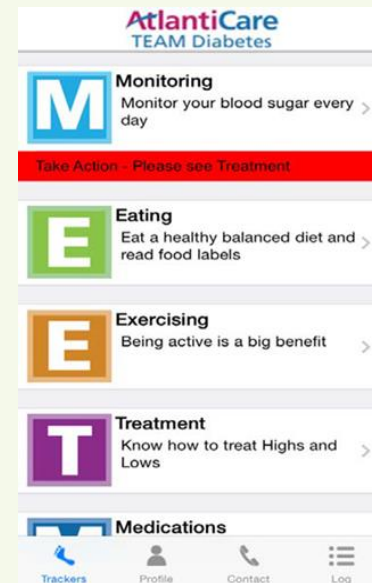 AtlantiCare
TEAM Diabetes
M
Monitoring
Monitor your blood sugar every
day
Take Action - Please see Treatment
E
Eating
Eat a healthy balanced diet and
read food labels
E
Exercising
Being active is a big benefit
T
Treatment
Know how to treat Highs and
Lows
M
Medications
Trackers
Profile
Contact
Log